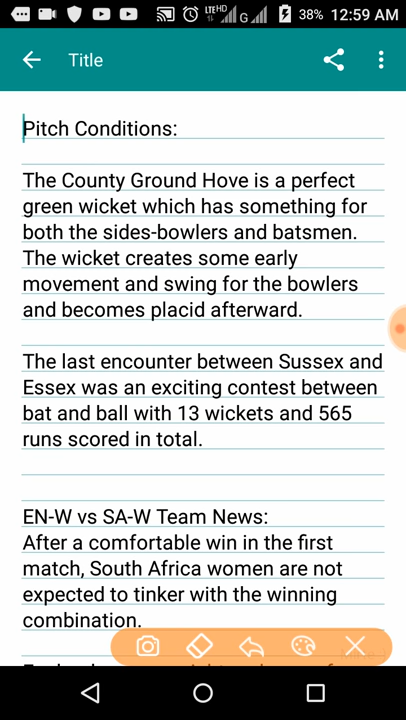 LTE HD G 38% 12:59 AM
Title
Pitch Conditions:
The County Ground Hove is a perfect
green wicket which has something for
both the sides-bowlers and batsmen.
The wicket creates some early
movement and swing for the bowlers
and becomes placid afterward.
The last encounter between Sussex and
Essex was an exciting contest between
bat and ball with 13 wickets and 565
runs scored in total.
EN-W vs SA-W Team News:
After a comfortable win in the first
match, South Africa women are not
expected to tinker with the winning
combination.